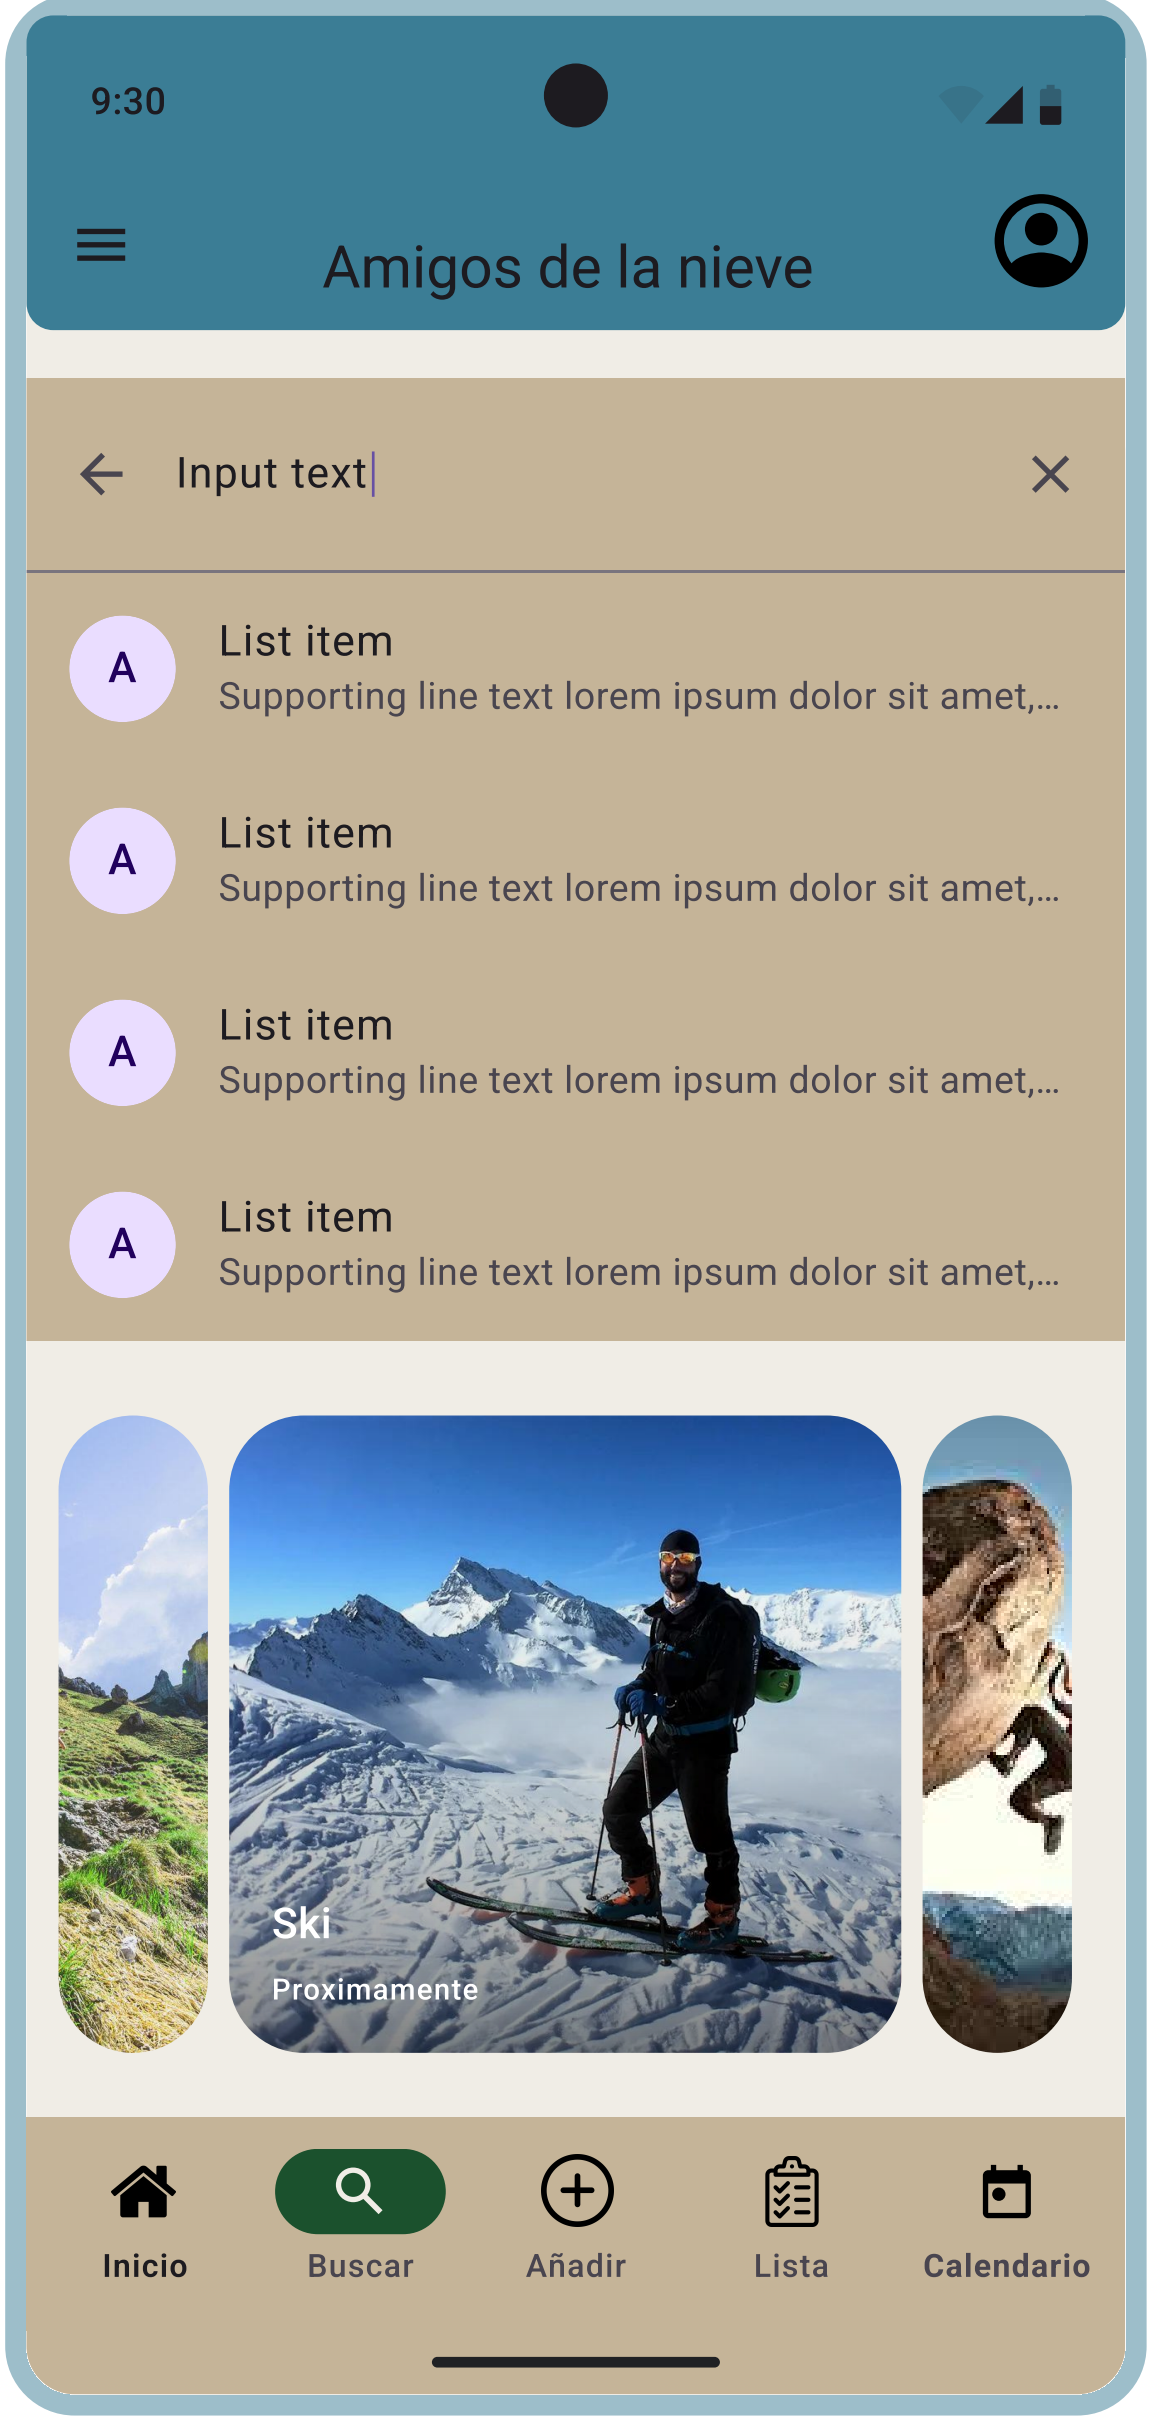 9:30
Amigos de la nieve
Input text
A
List item
Supporting line text lorem ipsum dolor sit amet,...
A
List item
Supporting line text lorem ipsum dolor sit amet,...
A
List item
Supporting line text lorem ipsum dolor sit amet,...
A
List item
Supporting line text lorem ipsum dolor sit amet,...
Ski
Proximamente
Inicio
Buscar
Añadir
Lista
Calendario